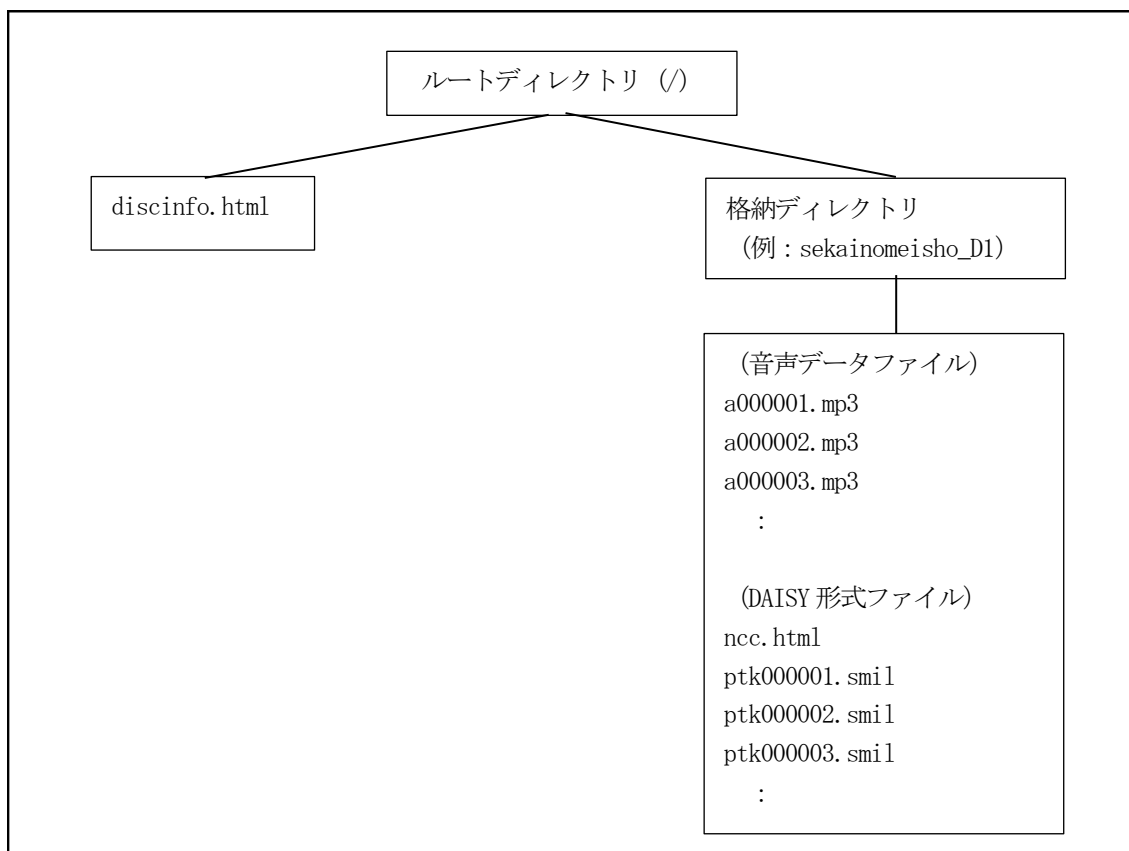 ルートディレクトリ (/)
discinfo.html
格納ディレクトリ
(例：sekainomeisho_D1)
(音声データファイル)
a000001.mp3
a000002.mp3
a000003.mp3
：
(DAISY 形式ファイル)
ncc.html
ptk000001.smil
ptk000002.smil
ptk000003.smil
：